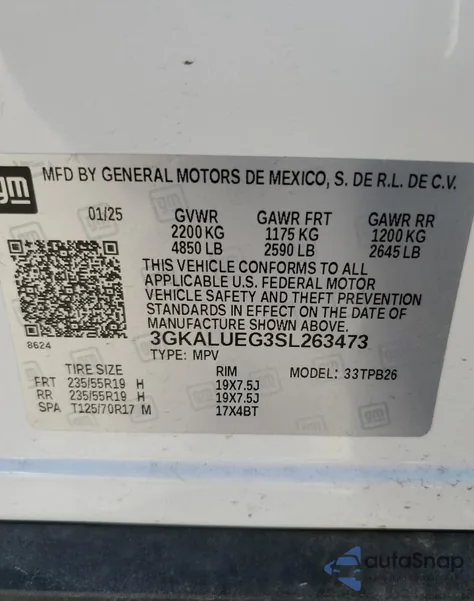 gm
MFD BY GENERAL MOTORS DE MEXICO, S. DE R.L. DE C.V.
01/25 GVWR GAWR FRT GAWR RR
2200 KG 1175 KG 1200 KG
4850 LB 2590 LB 2645 LB
THIS VEHICLE CONFORMS TO ALL
APPLICABLE U.S. FEDERAL MOTOR
VEHICLE SAFETY AND THEFT PREVENTION
STANDARDS IN EFFECT ON THE DATE
OF MANUFACTURE SHOWN ABOVE.
8624 3GKALUEG3SL263473
TYPE: MPV
TIRE SIZE RIM MODEL: 33TPB26
FRT 235/55R19 H 19X7.5J
RR 235/55R19 H 19X7.5J
SPA T125/70R17 M 17X4BT
autoSnap